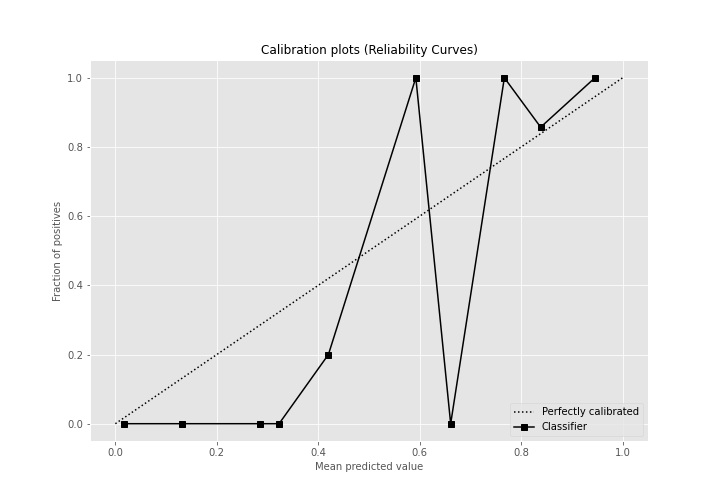 Calibration plots (Reliability Curves)
1.0
0.8
0.6
0.4
0.2
0.0
Fraction of positives
Perfectly calibrated
Classifier
0.0 0.2 0.4 0.6 0.8 1.0
Mean predicted value